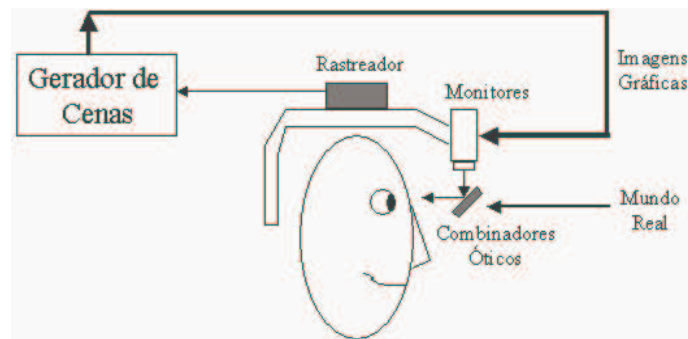 Gerador de
Cenas
Rastreador
Monitores
Imagens
Gráficas
Mundo
Real
Combinadores
Óticos